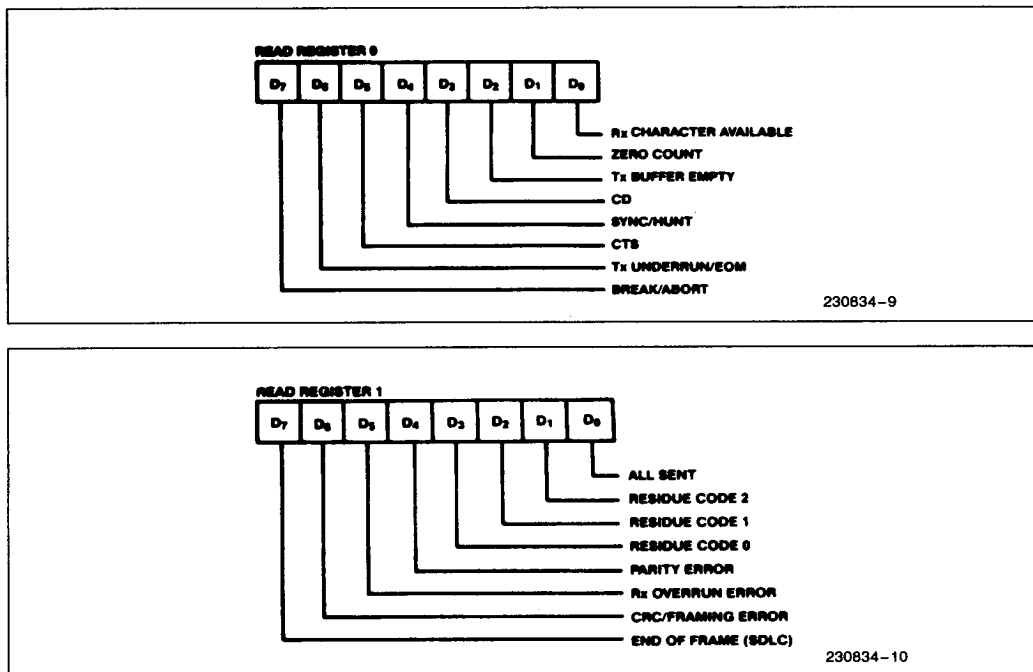 READ REGISTER 0
D7 D6 D5 D4 D3 D2 D1 D0
Rx CHARACTER AVAILABLE
ZERO COUNT
Tx BUFFER EMPTY
CD
SYNC/HUNT
CTS
Tx UNDERRUN/EOM
BREAK/ABORT
230834-9
READ REGISTER 1
D7 D6 D5 D4 D3 D2 D1 D0
ALL SENT
RESIDUE CODE 2
RESIDUE CODE 1
RESIDUE CODE 0
PARITY ERROR
Rx OVERRUN ERROR
CRC/FRAMING ERROR
END OF FRAME (SDLC)
230834-10